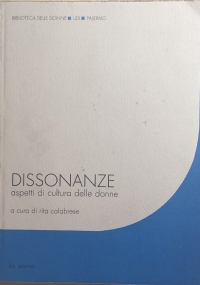 BIBLIOTECA DELLE DONNE ■ UDI ■ PALERMO
DISSONANZE
aspetti di cultura delle donne
a cura di rita calabrese